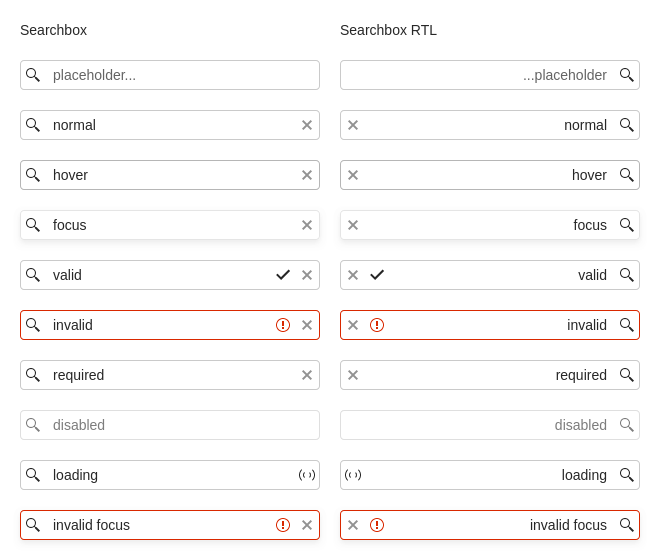 Searchbox
placeholder...
normal
hover
focus
valid
invalid
required
disabled
loading
invalid focus
Searchbox RTL
...placeholder
normal
hover
focus
valid
invalid
required
disabled
loading
invalid focus